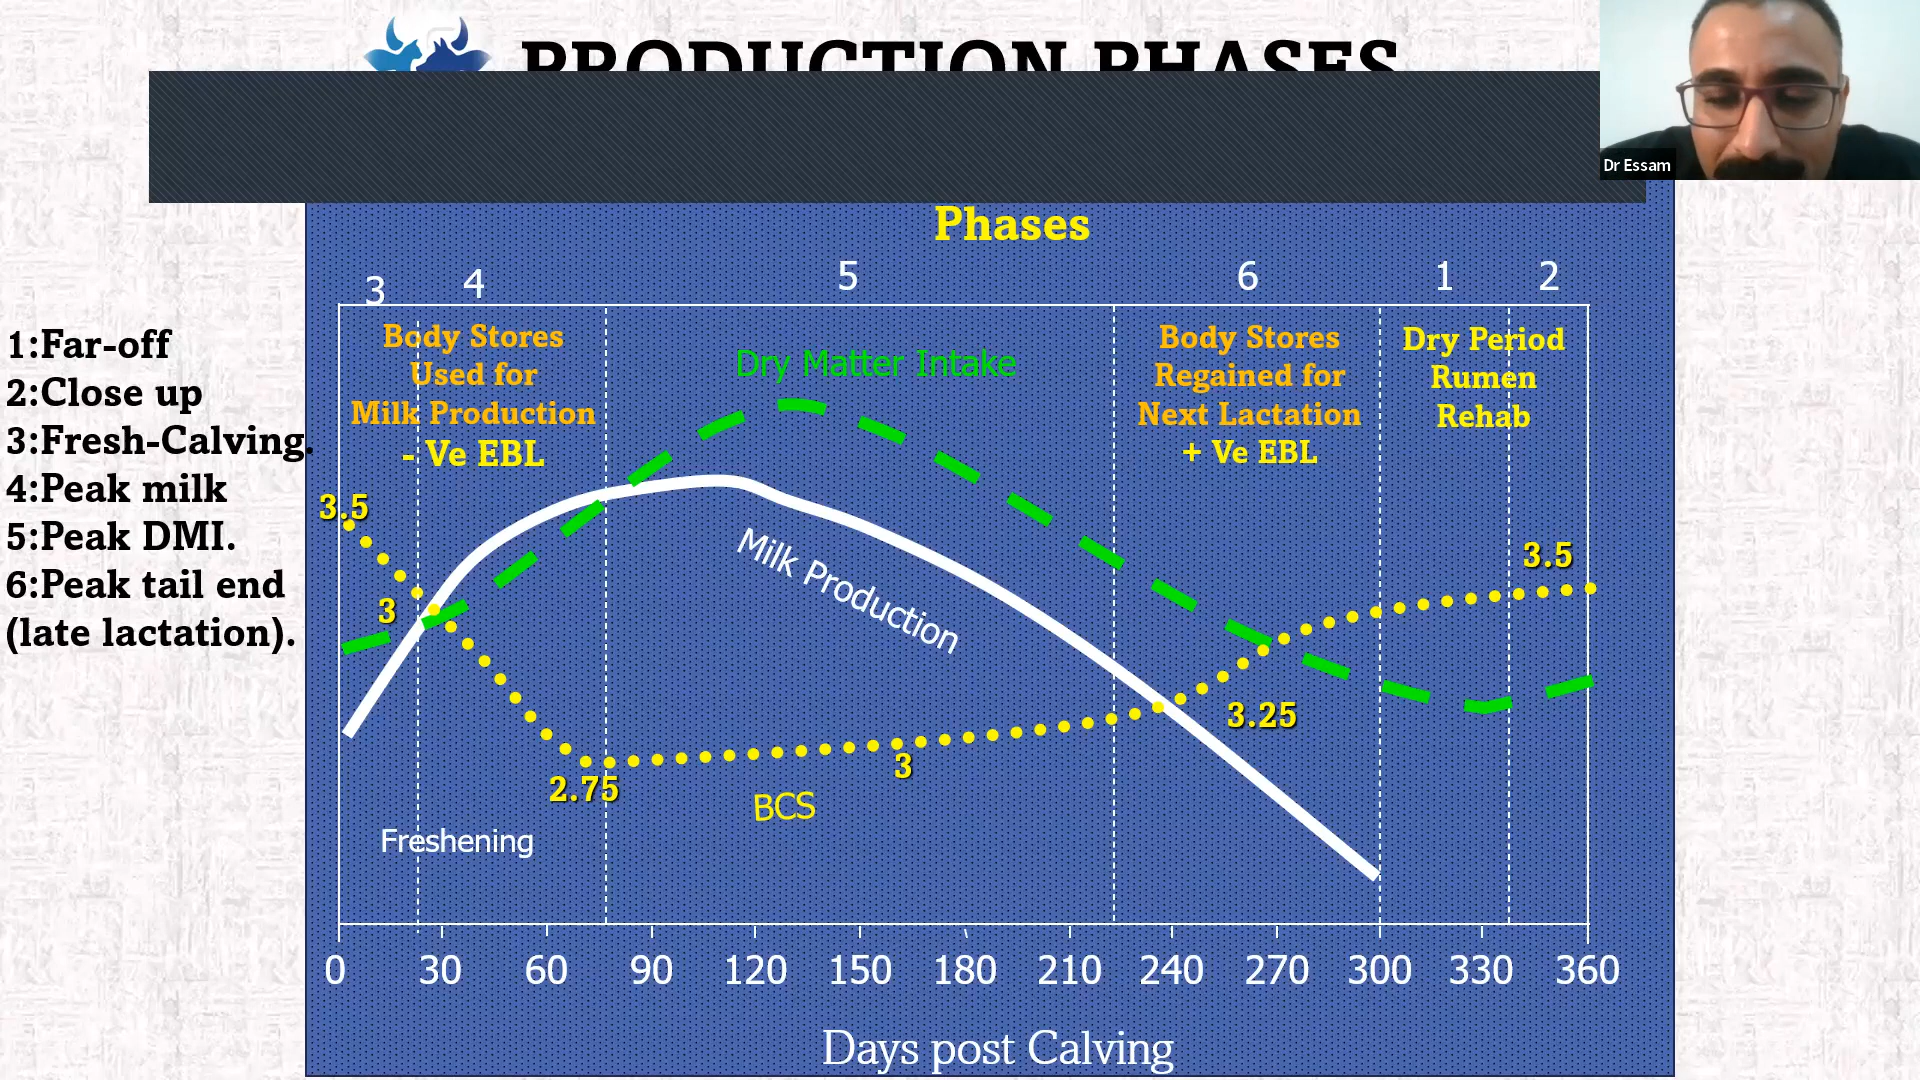 PRODUCTION PHASES
Dr Essam
Phases
3 4 5 6 1 2
1:Far-off
2:Close up
3:Fresh-Calving.
4:Peak milk
5:Peak DMI.
6:Peak tail end
(late lactation).
Body Stores
Used for
Milk Production
- Ve EBL
Dry Matter Intake
Body Stores
Regained for
Next Lactation
+ Ve EBL
Dry Period
Rumen
Rehab
3.5
3
2.75
3
3.25
3.5
Milk Production
BCS
Freshening
0 30 60 90 120 150 180 210 240 270 300 330 360
Days post Calving